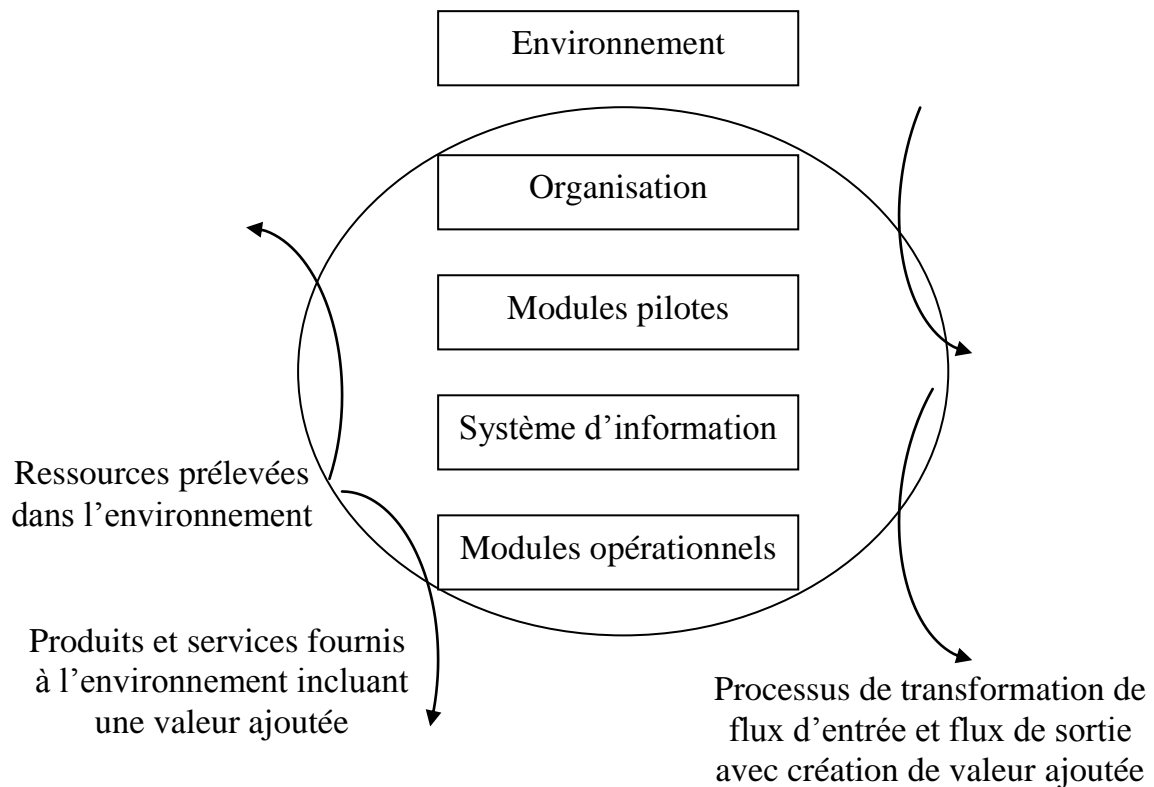 Environnement
Organisation
Modules pilotes
Système d’information
Ressources prélevées
dans l’environnement
Modules opérationnels
Produits et services fournis
à l’environnement incluant
une valeur ajoutée
Processus de transformation de
flux d’entrée et flux de sortie
avec création de valeur ajoutée